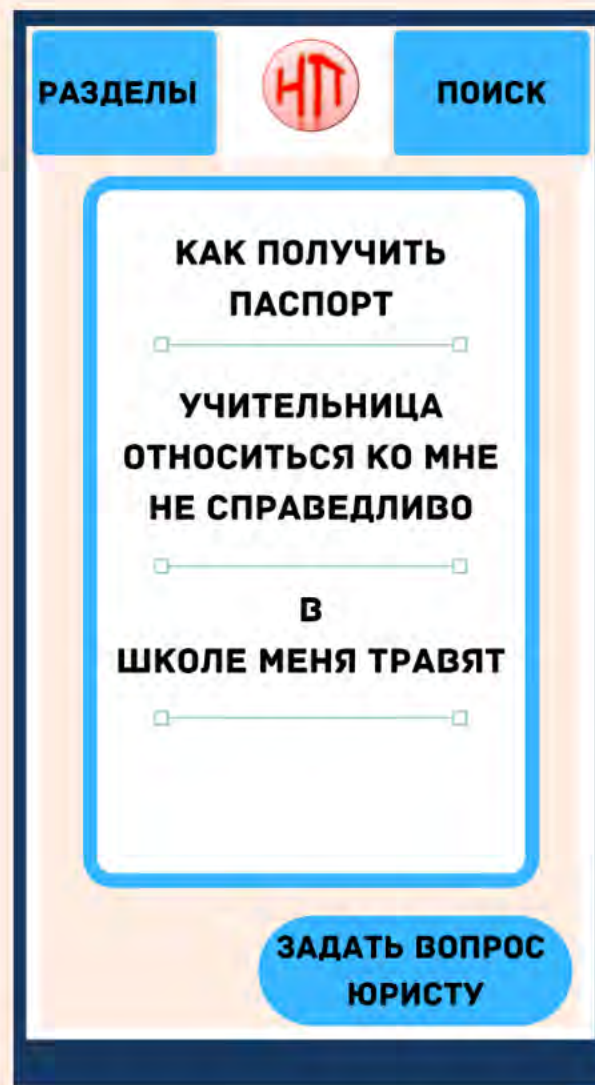 РАЗДЕЛЫ
НП
ПОИСК
КАК ПОЛУЧИТЬ
ПАСПОРТ
УЧИТЕЛЬНИЦА
ОТНОСИТЬСЯ КО МНЕ
НЕ СПРАВЕДЛИВО
В
ШКОЛЕ МЕНЯ ТРАВЯТ
ЗАДАТЬ ВОПРОС
ЮРИСТУ